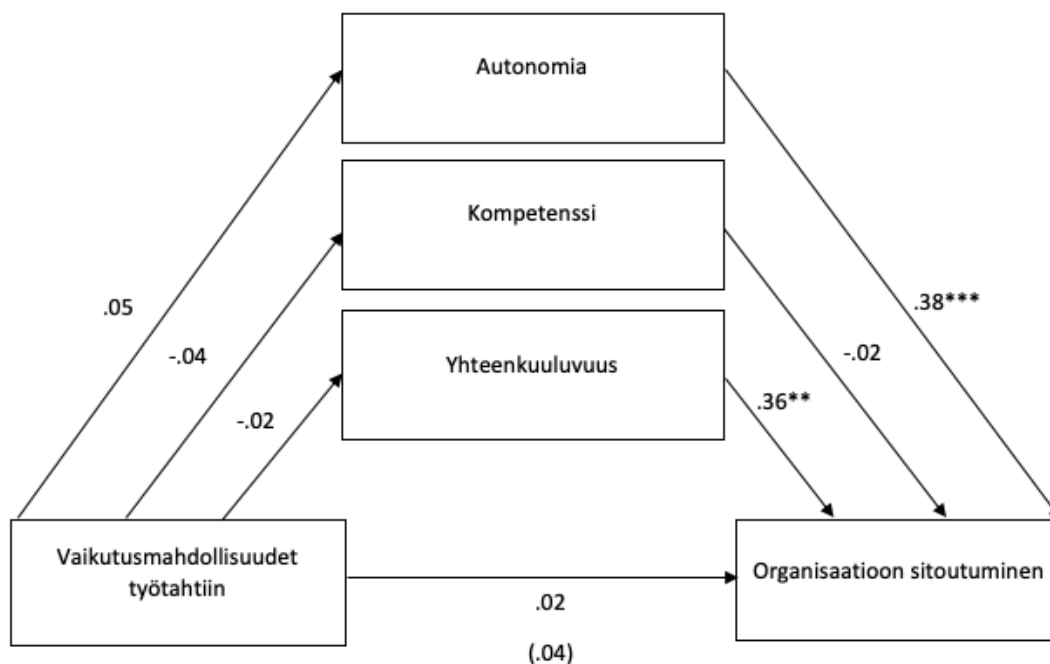 Autonomia
Kompetenssi
.05
.38***
-.04
-.02
Yhteenkuuluvuus
-.02
.36**
Vaikutusmahdollisuudet
työtahtiin
Organisaatioon sitoutuminen
.02
(.04)